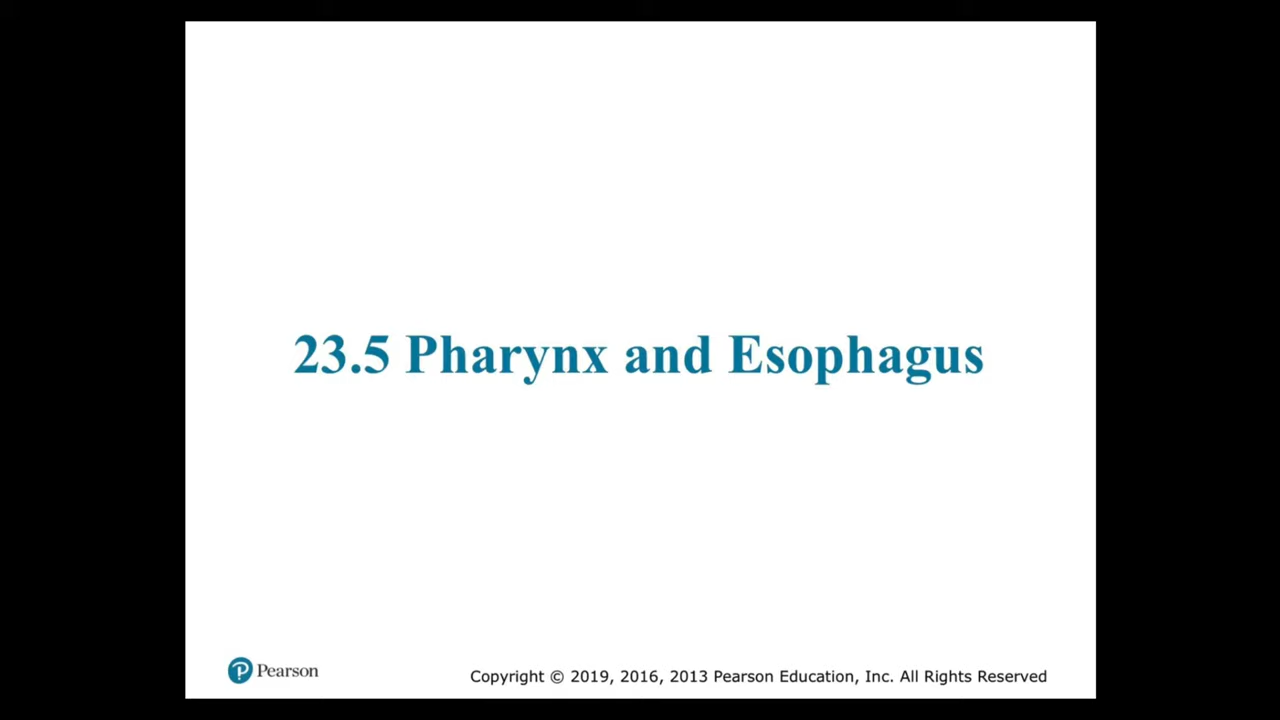 23.5 Pharynx and Esophagus
Pearson
Copyright © 2019, 2016, 2013 Pearson Education, Inc. All Rights Reserved